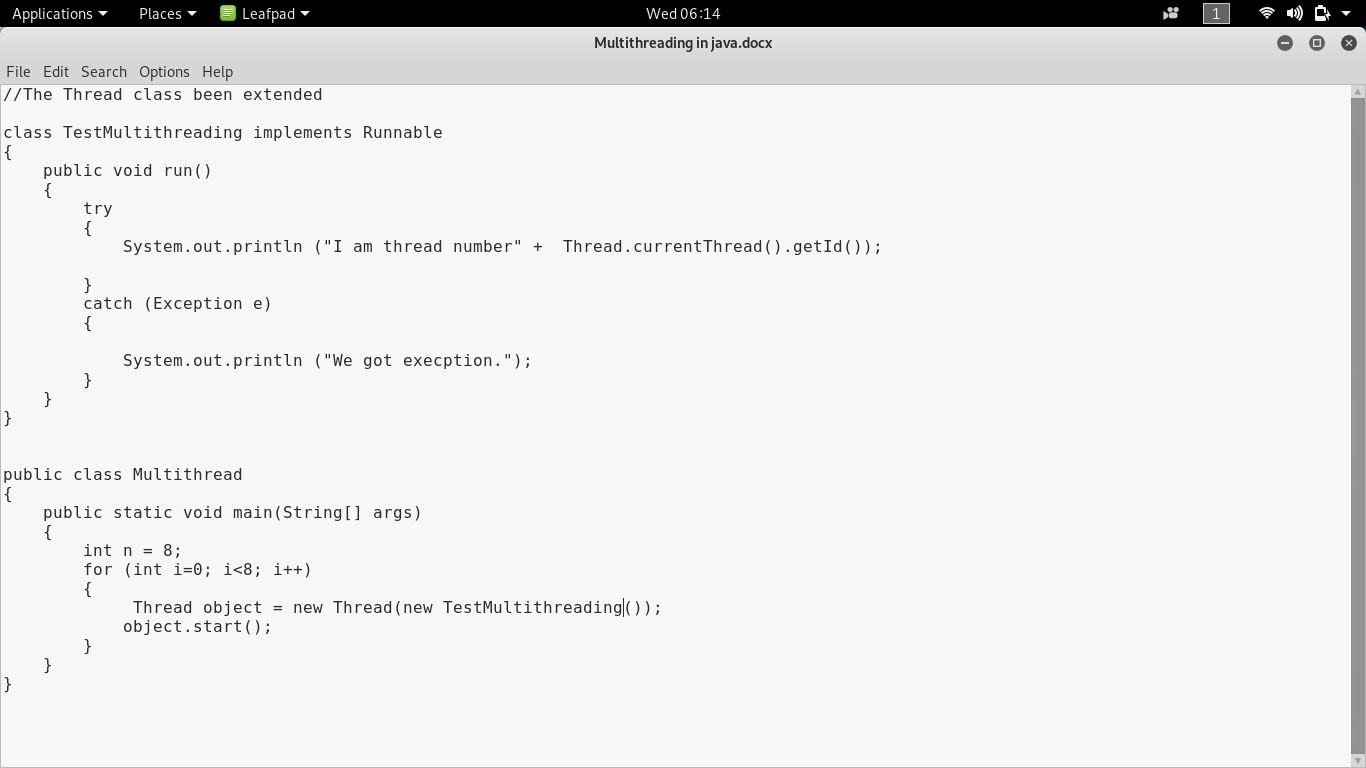 Applications Places Leafpad Wed 06:14 1
Multithreading in java.docx
File Edit Search Options Help
//The Thread class been extended
class TestMultithreading implements Runnable
{
    public void run()
    {
        try
        {
            System.out.println ("I am thread number" +  Thread.currentThread().getId());
        }
        catch (Exception e)
        {
            System.out.println ("We got execption.");
        }
    }
}
public class Multithread
{
    public static void main(String[] args)
    {
        int n = 8;
        for (int i=0; i<8; i++)
        {
             Thread object = new Thread(new TestMultithreading());
            object.start();
        }
    }
}